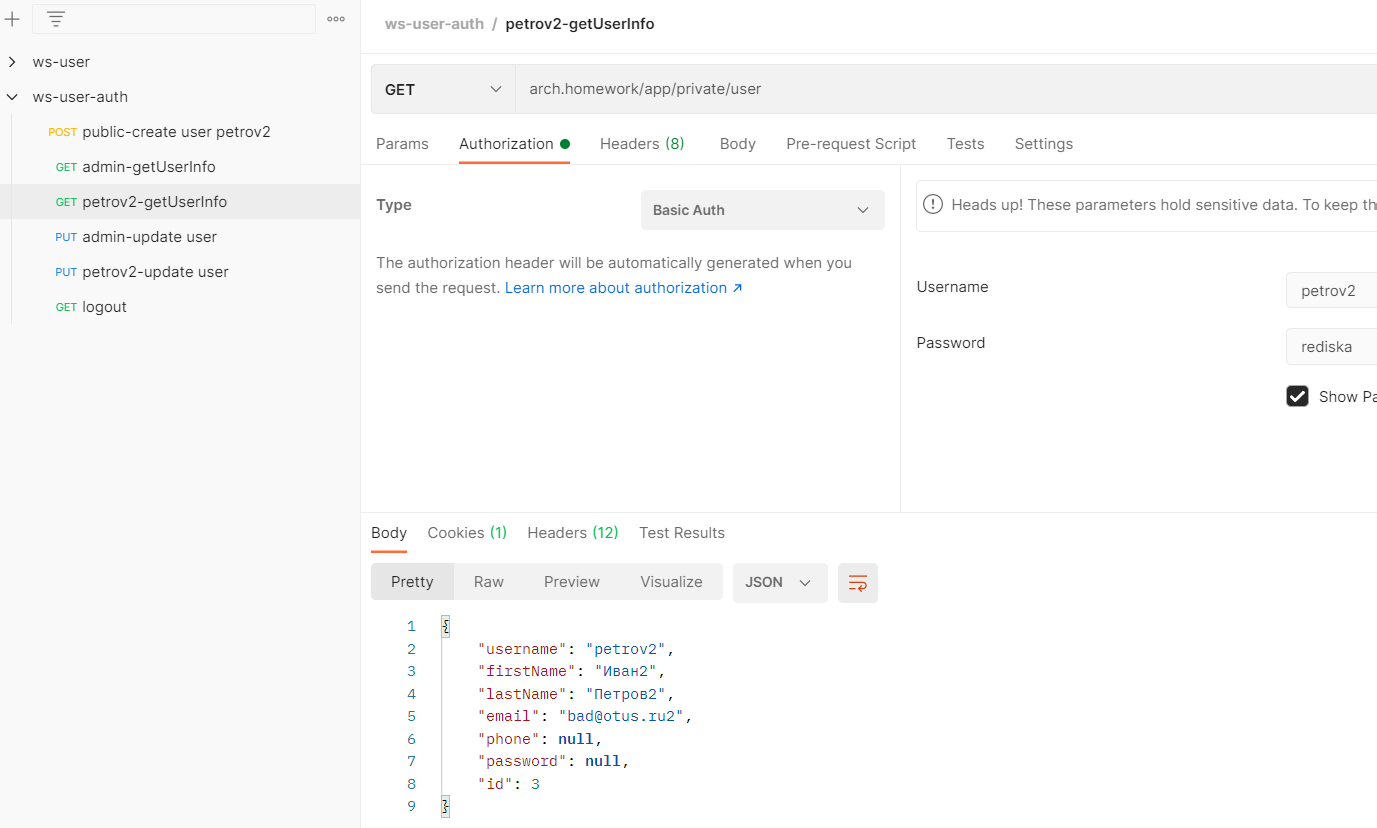 ws-user-auth / petrov2-getUserInfo
ws-user
ws-user-auth
POST public-create user petrov2
GET admin-getUserInfo
GET petrov2-getUserInfo
PUT admin-update user
PUT petrov2-update user
GET logout
GET arch.homework/app/private/user
Params Authorization Headers (8) Body Pre-request Script Tests Settings
Type Basic Auth
The authorization header will be automatically generated when you
send the request. Learn more about authorization ↗
Heads up! These parameters hold sensitive data. To keep th
Username petrov2
Password rediska
Show Pa
Body Cookies (1) Headers (12) Test Results
Pretty Raw Preview Visualize JSON
1 {
2 "username": "petrov2",
3 "firstName": "Иван2",
4 "lastName": "Петров2",
5 "email": "bad@otus.ru2",
6 "phone": null,
7 "password": null,
8 "id": 3
9 }